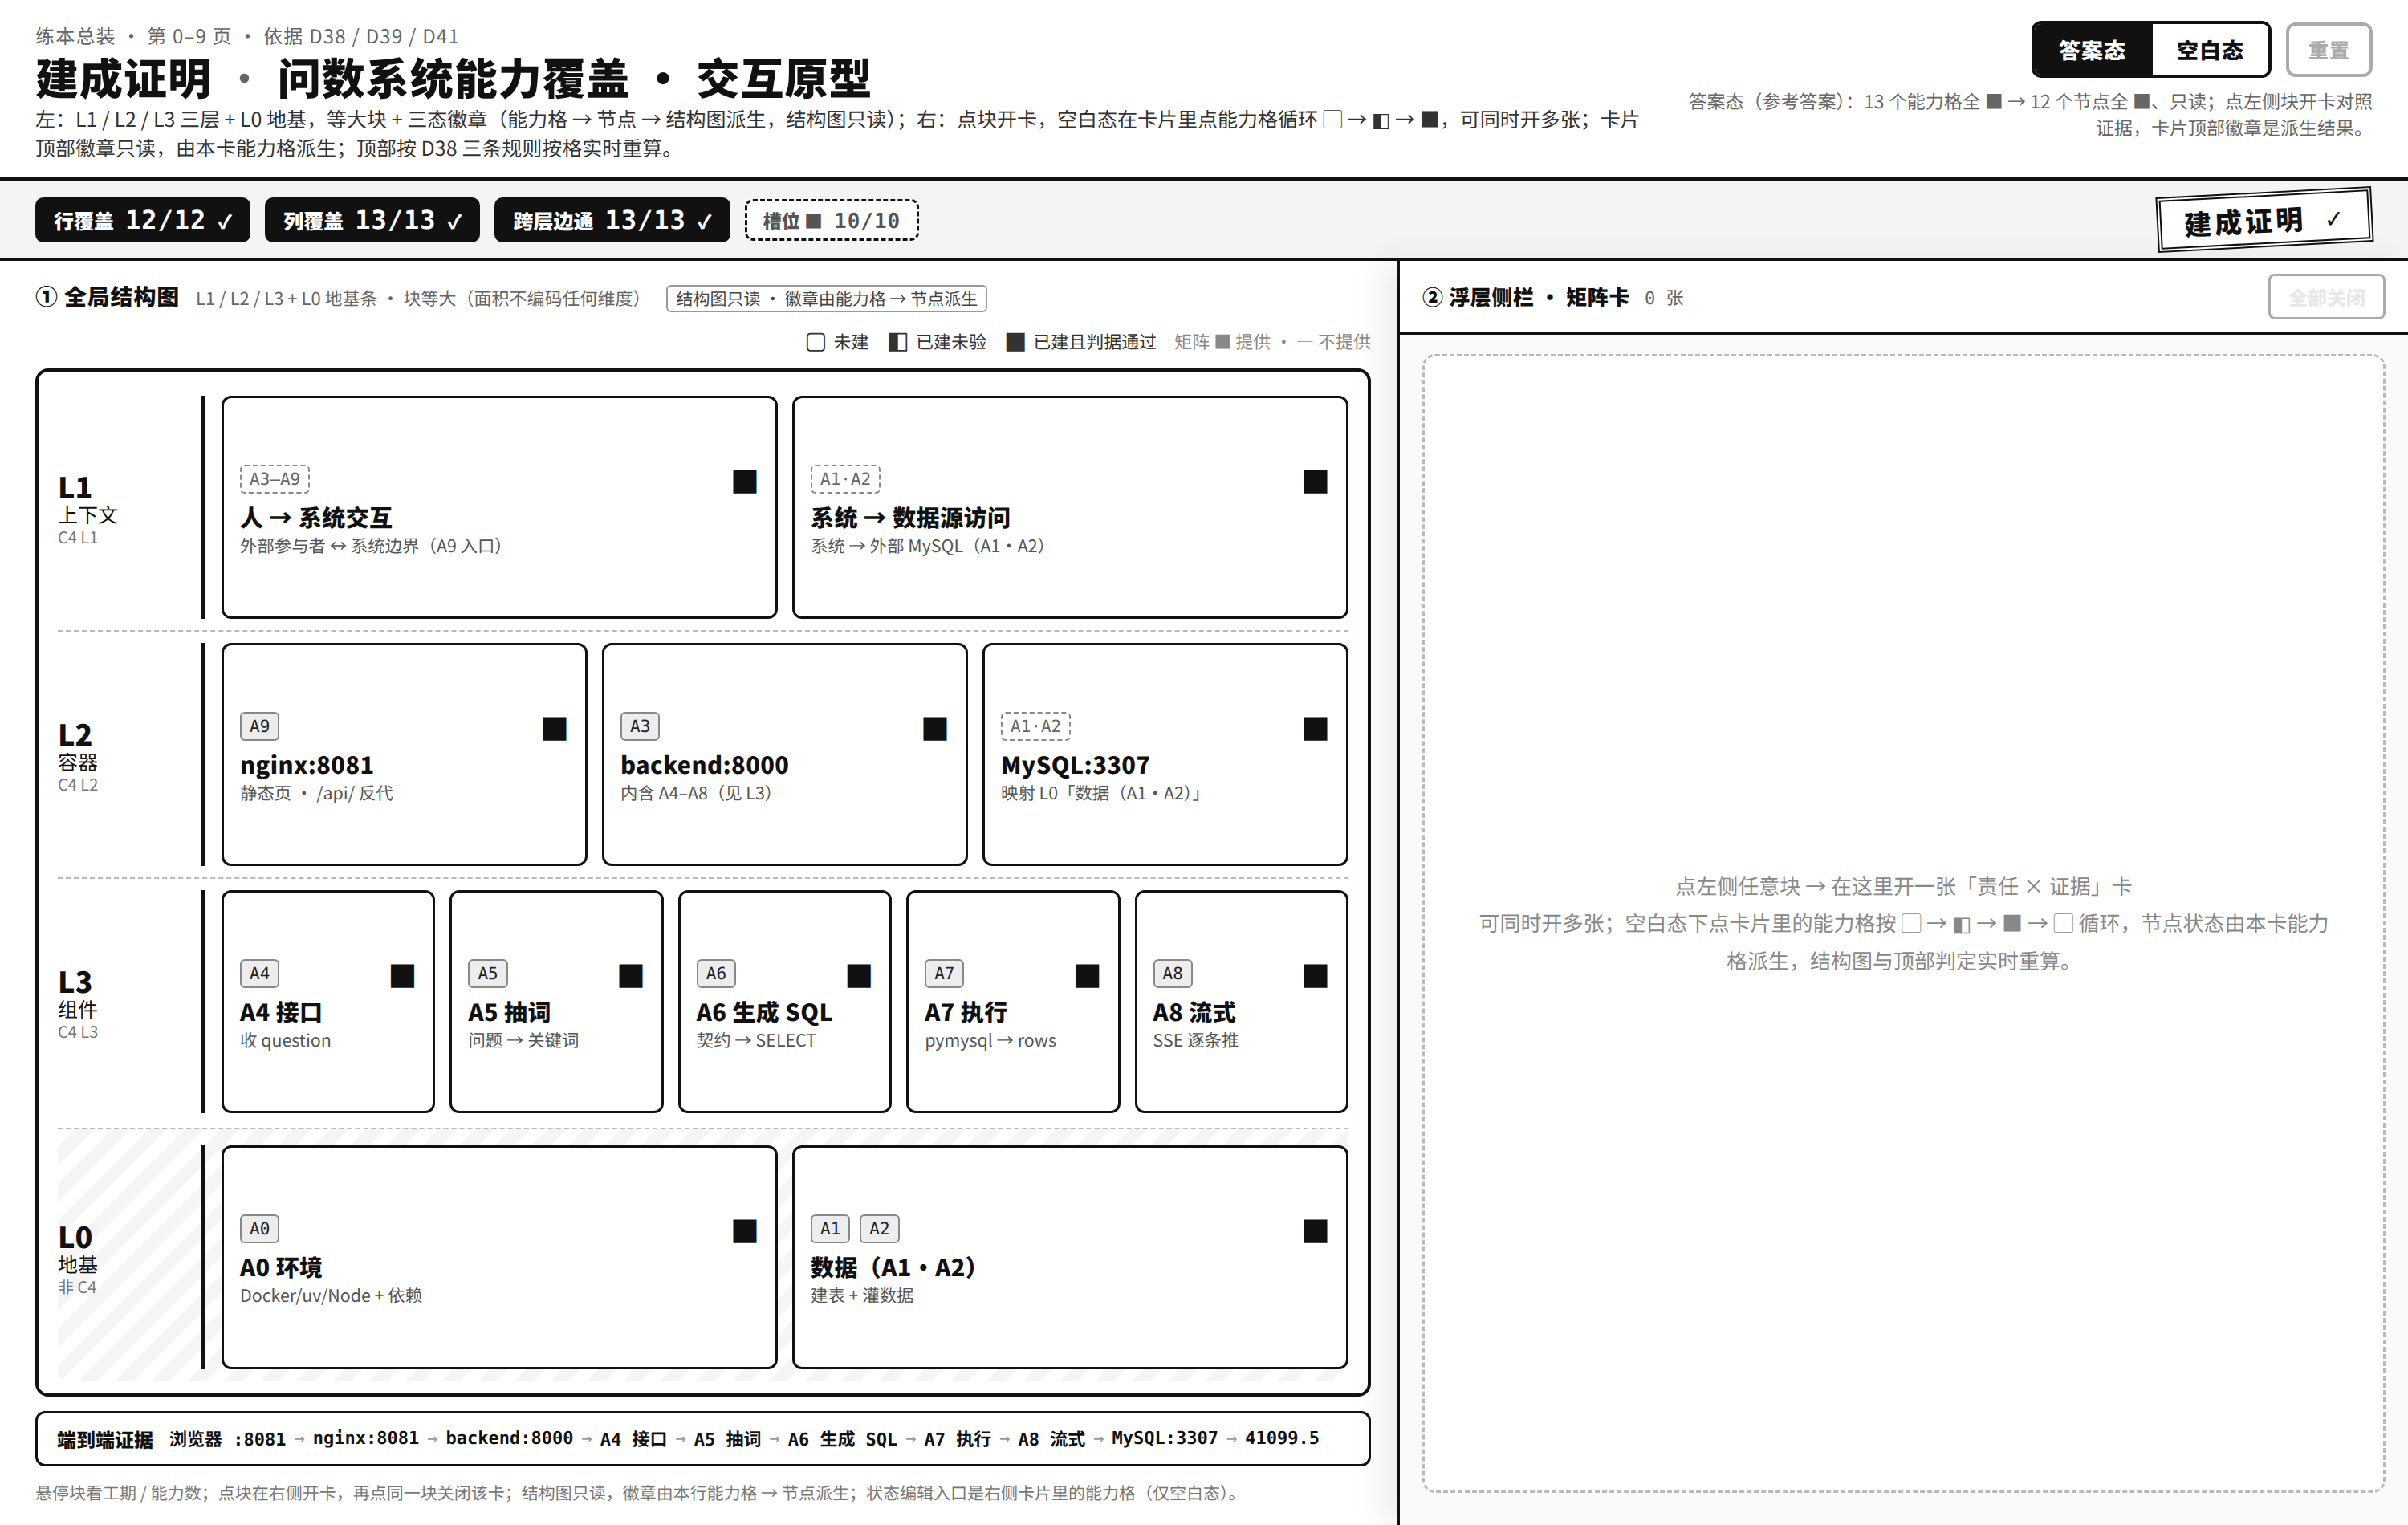 练本总装 · 第 0–9 页 · 依据 D38 / D39 / D41
建成证明 · 问数系统能力覆盖 · 交互原型
左：L1 / L2 / L3 三层 + L0 地基，等大块 + 三态徽章（能力格 → 节点 → 结构图派生，结构图只读）；右：点块开卡，空白态在卡片里点能力格循环 □ → ◧ → ■，可同时开多张；卡片
顶部徽章只读，由本卡能力格派生；顶部按 D38 三条规则按格实时重算。
答案态 空白态 重置
答案态（参考答案）：13 个能力格全 ■ → 12 个节点全 ■、只读；点左侧块开卡对照
证据，卡片顶部徽章是派生结果。
行覆盖 12/12 ✓ 列覆盖 13/13 ✓ 跨层边通 13/13 ✓ 槽位 ■ 10/10
建成证明 ✓
① 全局结构图 L1 / L2 / L3 + L0 地基条 · 块等大（面积不编码任何维度） 结构图只读 · 徽章由能力格 → 节点派生
▢ 未建 ◧ 已建未验 ■ 已建且判据通过 矩阵 ■ 提供 · — 不提供
L1
上下文
C4 L1
A3—A9 ■
人 → 系统交互
外部参与者 ↔ 系统边界（A9 入口）
A1·A2 ■
系统 → 数据源访问
系统 → 外部 MySQL（A1·A2）
L2
容器
C4 L2
A9 ■
nginx:8081
静态页 · /api/ 反代
A3 ■
backend:8000
内含 A4–A8（见 L3）
A1·A2 ■
MySQL:3307
映射 L0「数据（A1·A2）」
L3
组件
C4 L3
A4 ■
A4 接口
收 question
A5 ■
A5 抽词
问题 → 关键词
A6 ■
A6 生成 SQL
契约 → SELECT
A7 ■
A7 执行
pymysql → rows
A8 ■
A8 流式
SSE 逐条推
L0
地基
非 C4
A0 ■
A0 环境
Docker/uv/Node + 依赖
A1 A2 ■
数据（A1·A2）
建表 + 灌数据
端到端证据 浏览器 :8081 → nginx:8081 → backend:8000 → A4 接口 → A5 抽词 → A6 生成 SQL → A7 执行 → A8 流式 → MySQL:3307 → 41099.5
悬停块看工期 / 能力数；点块在右侧开卡，再点同一块关闭该卡；结构图只读，徽章由本行能力格 → 节点派生；状态编辑入口是右侧卡片里的能力格（仅空白态）。
② 浮层侧栏 · 矩阵卡 0 张 全部关闭
点左侧任意块 → 在这里开一张「责任 × 证据」卡
可同时开多张；空白态下点卡片里的能力格按 □ → ◧ → ■ → □ 循环，节点状态由本卡能力
格派生，结构图与顶部判定实时重算。